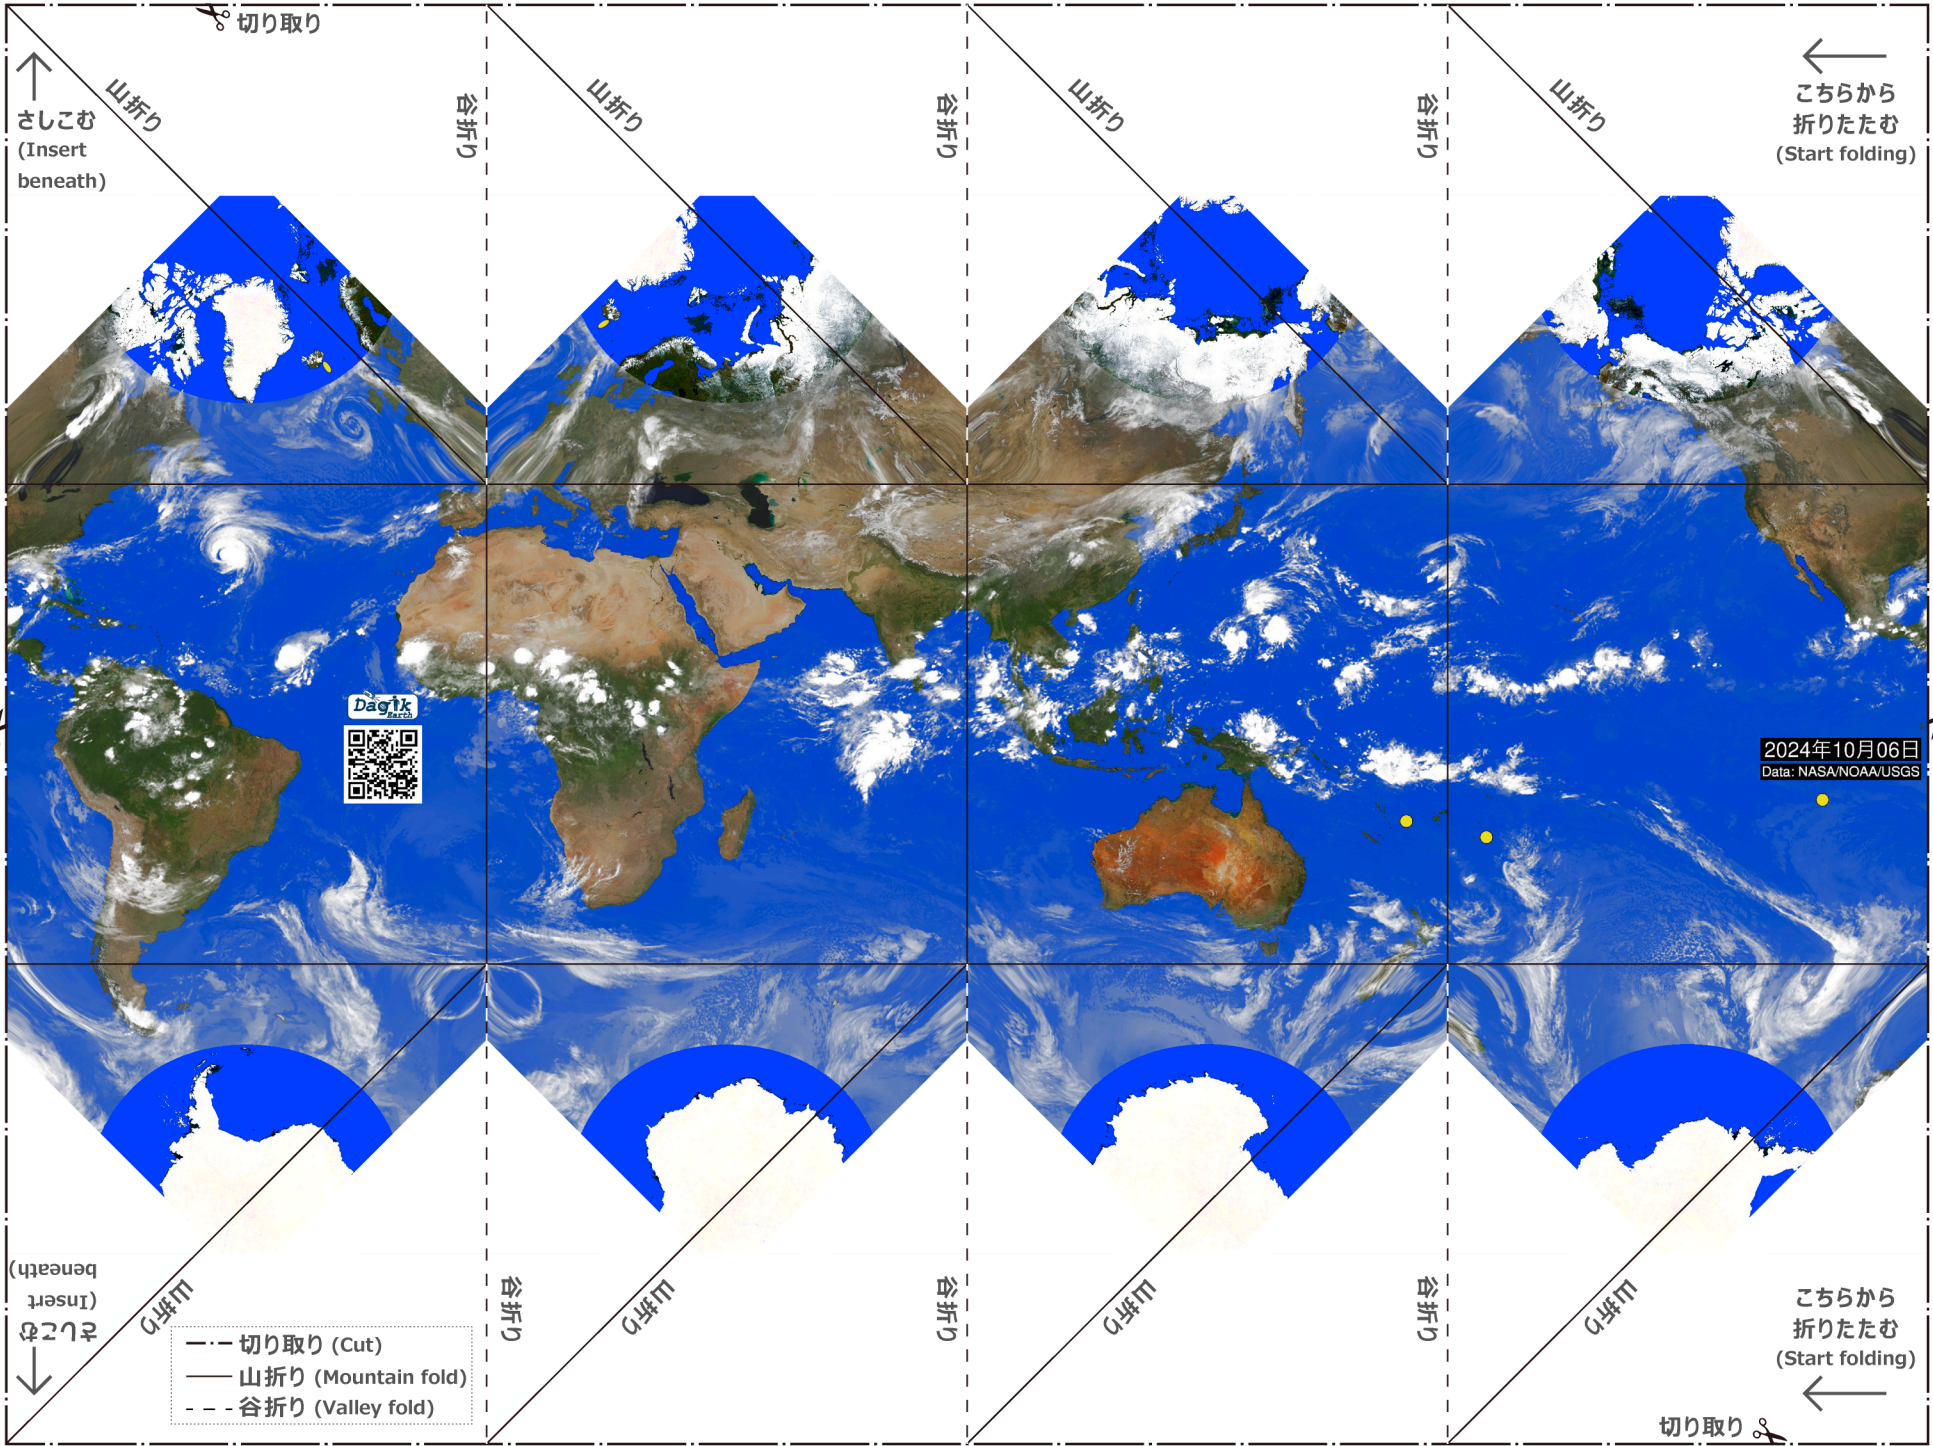 切り取り
山折り
谷折り
山折り
谷折り
山折り
谷折り
山折り
さしこむ
(Insert
beneath)
こちらから
折りたたむ
(Start folding)
Dagik
Earth
2024年10月06日
Data: NASA/NOAA/USGS
さしこむ
(Insert
beneath)
山折り
谷折り
山折り
谷折り
山折り
谷折り
山折り
こちらから
折りたたむ
(Start folding)
切り取り (Cut)
山折り (Mountain fold)
谷折り (Valley fold)
切り取り